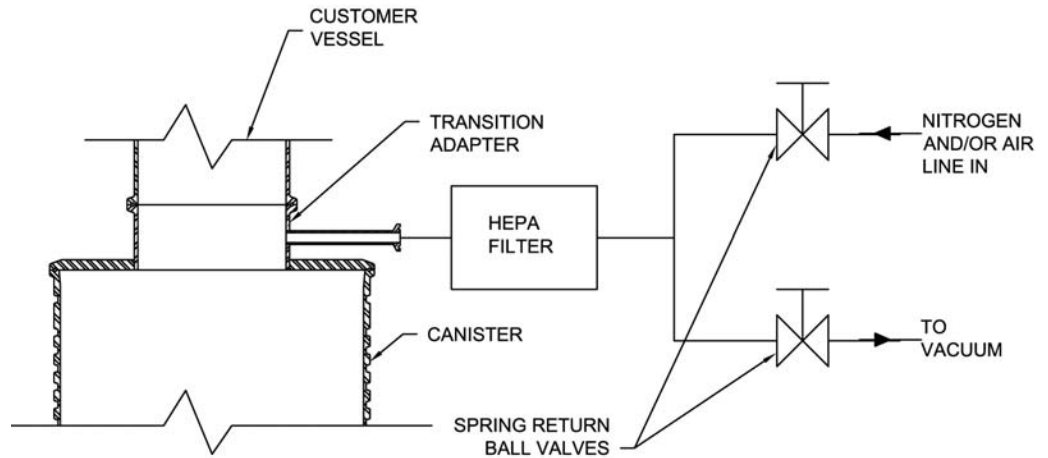 CUSTOMER
VESSEL
TRANSITION
ADAPTER
HEPA
FILTER
NITROGEN
AND/OR AIR
LINE IN
CANISTER
TO
VACUUM
SPRING RETURN
BALL VALVES